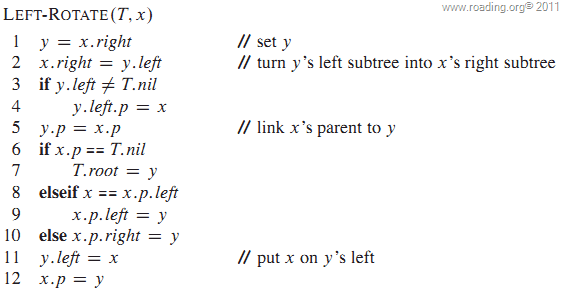 www.roading.org© 2011
LEFT-ROTATE(T, x)
1 y = x.right // set y
2 x.right = y.left // turn y's left subtree into x's right subtree
3 if y.left ≠ T.nil
4 y.left.p = x
5 y.p = x.p // link x's parent to y
6 if x.p == T.nil
7 T.root = y
8 elseif x == x.p.left
9 x.p.left = y
10 else x.p.right = y
11 y.left = x // put x on y's left
12 x.p = y